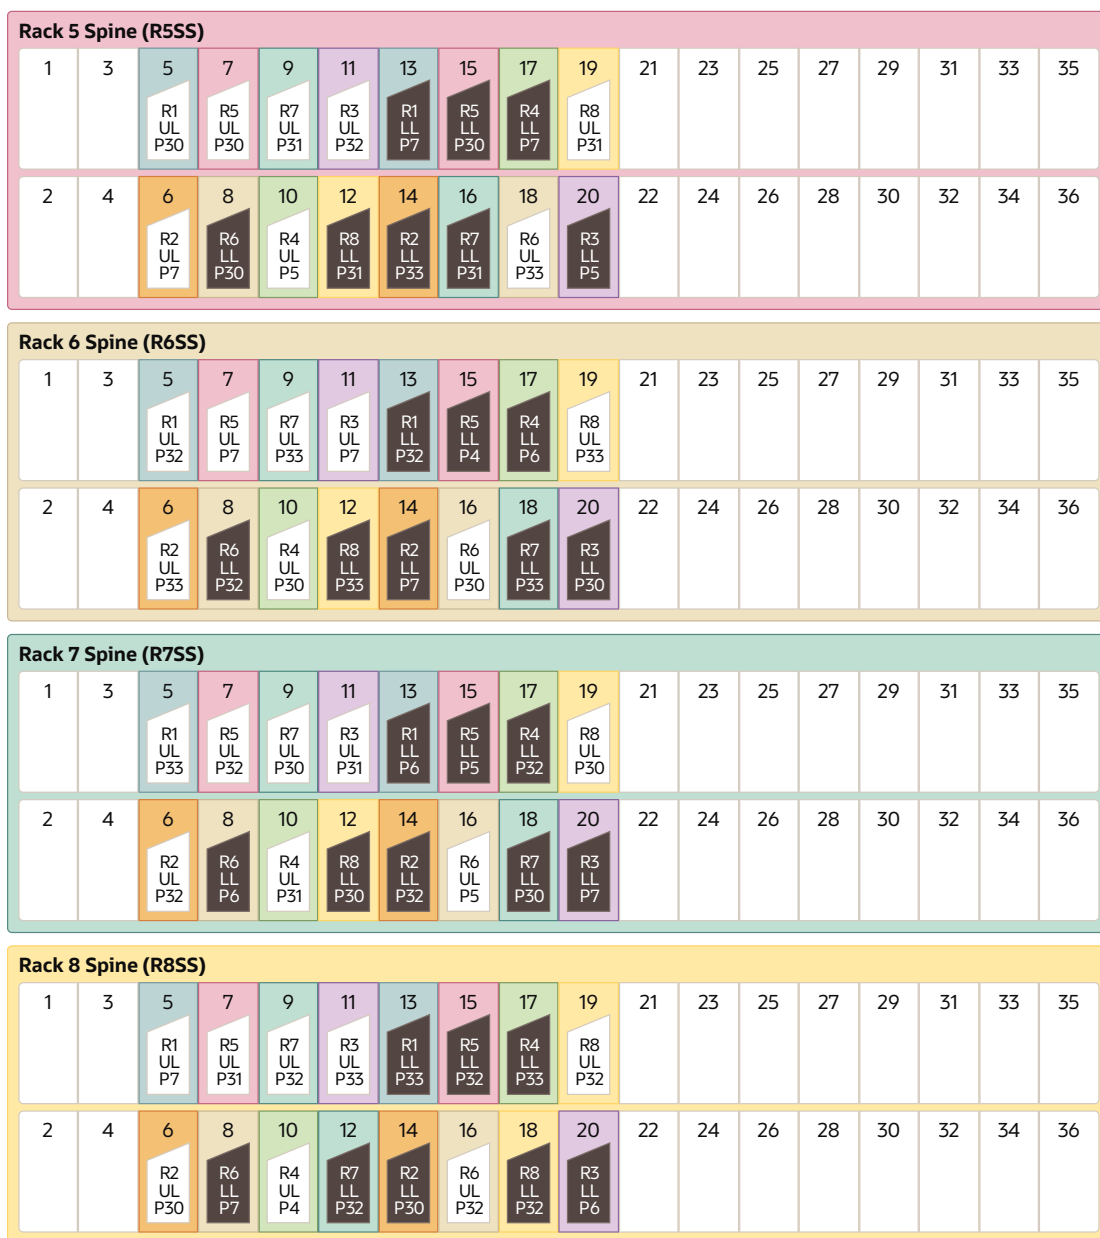 Rack 5 Spine (R5SS)
1 3 5 7 9 11 13 15 17 19 21 23 25 27 29 31 33 35
R1 R5 R7 R3 R1 R5 R4 R8
UL UL UL UL LL LL LL UL
P30 P30 P31 P32 P7 P30 P7 P31
2 4 6 8 10 12 14 16 18 20 22 24 26 28 30 32 34 36
R2 R6 R4 R8 R2 R7 R6 R3
UL LL UL LL LL LL UL LL
P7 P30 P5 P31 P33 P31 P33 P5
Rack 6 Spine (R6SS)
1 3 5 7 9 11 13 15 17 19 21 23 25 27 29 31 33 35
R1 R5 R7 R3 R1 R5 R4 R8
UL UL UL UL LL LL LL UL
P32 P7 P33 P7 P32 P4 P6 P33
2 4 6 8 10 12 14 16 18 20 22 24 26 28 30 32 34 36
R2 R6 R4 R8 R2 R6 R7 R3
UL LL UL LL LL UL LL LL
P33 P32 P30 P33 P7 P30 P33 P30
Rack 7 Spine (R7SS)
1 3 5 7 9 11 13 15 17 19 21 23 25 27 29 31 33 35
R1 R5 R7 R3 R1 R5 R4 R8
UL UL UL UL LL LL LL UL
P33 P32 P30 P31 P6 P5 P32 P30
2 4 6 8 10 12 14 16 18 20 22 24 26 28 30 32 34 36
R2 R6 R4 R8 R2 R6 R7 R3
UL LL UL LL LL UL LL LL
P32 P6 P31 P30 P32 P5 P30 P7
Rack 8 Spine (R8SS)
1 3 5 7 9 11 13 15 17 19 21 23 25 27 29 31 33 35
R1 R5 R7 R3 R1 R5 R4 R8
UL UL UL UL LL LL LL UL
P7 P31 P32 P33 P33 P32 P33 P32
2 4 6 8 10 12 14 16 18 20 22 24 26 28 30 32 34 36
R2 R6 R4 R7 R2 R6 R8 R3
UL LL UL LL LL UL LL LL
P30 P7 P4 P32 P30 P32 P32 P6